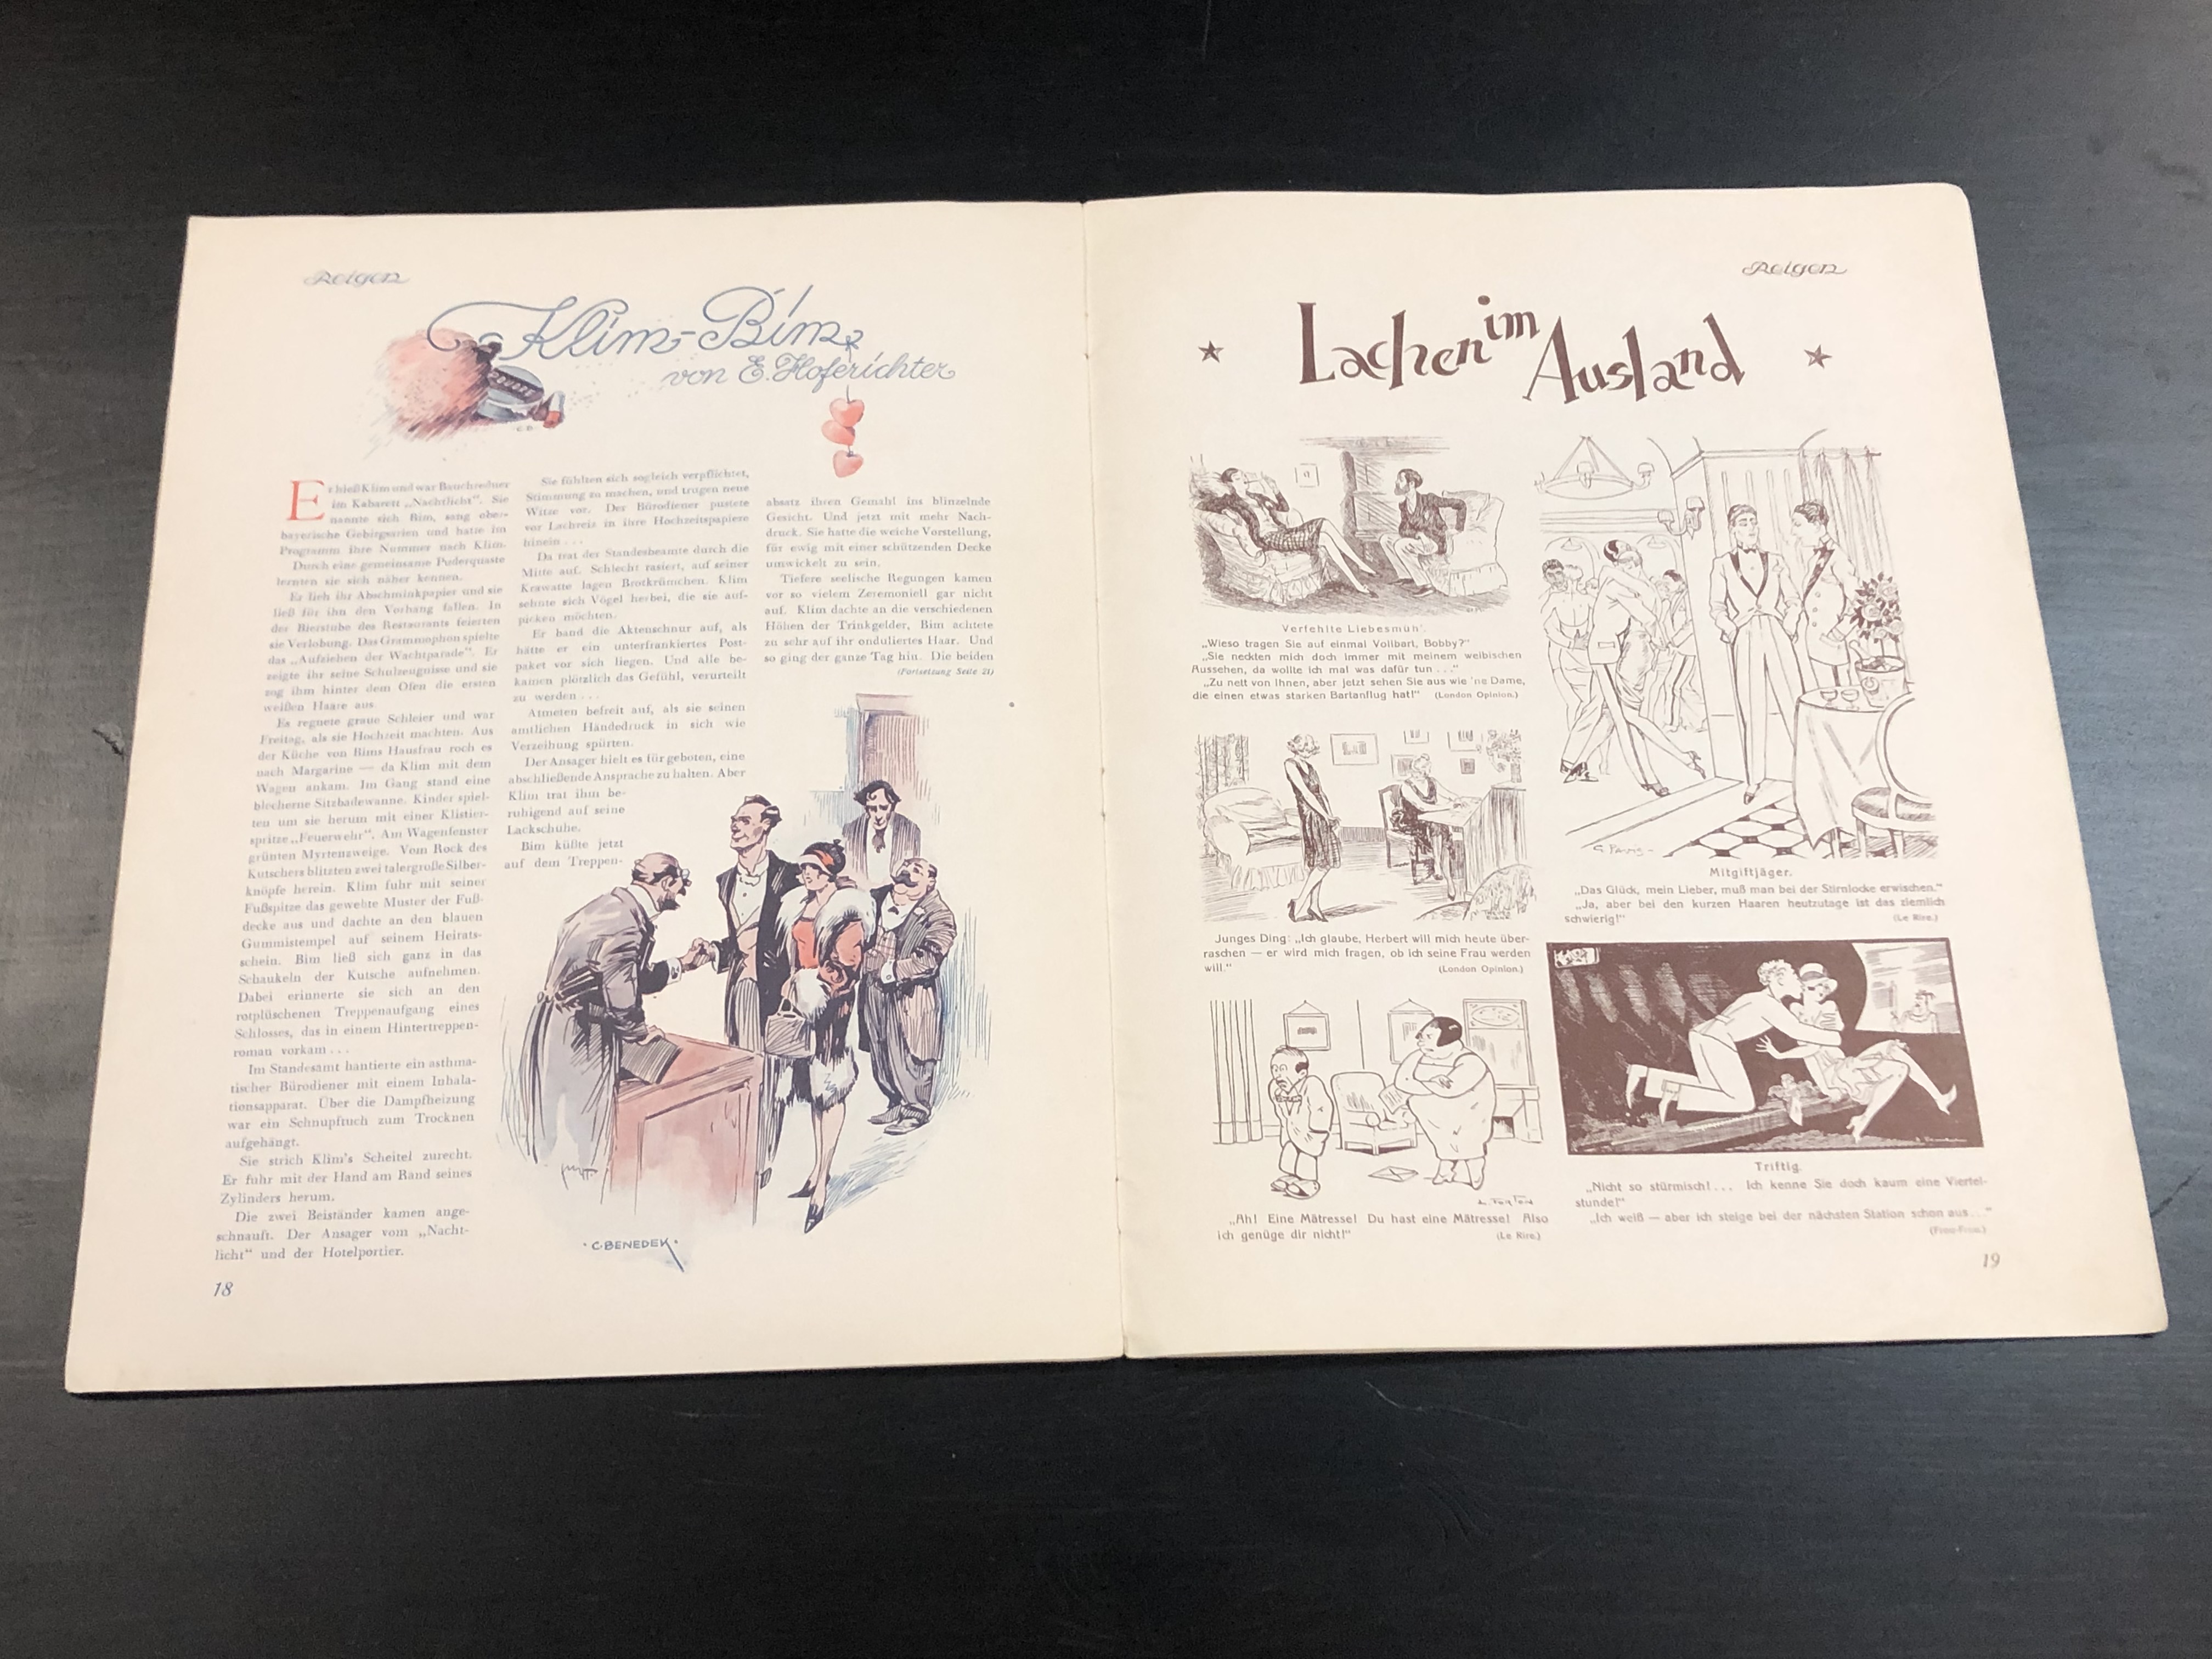 Reigen
Klim-Bim
von E. Hoferichter
C.B.
Er hieß Klim und war Bauchredner
im Kabarett „Nachtlicht“. Sie
nannte sich Bim, sang ober-
bayerische Gebirgsarien und hatte im
Programm ihre Nummer nach Klim.
Durch eine gemeinsame Puderquaste
lernten sie sich näher kennen.
Er lieh ihr Abschminkpapier und sie
ließ für ihn den Vorhang fallen. In
der Bierstube des Restaurants feierten
sie Verlobung. Das Grammophon spielte
das „Aufziehen der Wachtparade“. Er
zeigte ihr seine Schulzeugnisse und sie
zog ihm hinter dem Ofen die ersten
weißen Haare aus.
Es regnete graue Schleier und war
Freitag, als sie Hochzeit machten. Aus
der Küche von Bims Hausfrau roch es
nach Margarine — da Klim mit dem
Wagen ankam. Im Gang stand eine
blecherne Sitzbadewanne. Kinder spiel-
ten um sie herum mit einer Klistier-
spritze „Feuerwehr“. Am Wagenfenster
grünten Myrtenzweige. Vom Rock des
Kutschers blitzten zwei talergroße Silber-
knöpfe herein. Klim fuhr mit seiner
Fußspitze das gewebte Muster der Fuß-
decke aus und dachte an den blauen
Gummistempel auf seinem Heirats-
schein. Bim ließ sich ganz in das
Schaukeln der Kutsche aufnehmen.
Dabei erinnerte sie sich an den
rotplüschenen Treppenaufgang eines
Schlosses, das in einem Hintertreppen-
roman vorkam . . .
Im Standesamt hantierte ein asthma-
tischer Bürodiener mit einem Inhala-
tionsapparat. Über die Dampfheizung
war ein Schnupftuch zum Trocknen
aufgehängt.
Sie strich Klim's Scheitel zurecht.
Er fuhr mit der Hand am Rand seines
Zylinders herum.
Die zwei Beiständer kamen ange-
schnauft. Der Ansager vom „Nacht-
licht“ und der Hotelportier.
Sie fühlten sich sogleich verpflichtet,
Stimmung zu machen, und trugen neue
Witze vor. Der Bürodiener pustete
vor Lachreiz in ihre Hochzeitspapiere
hinein . . .
Da trat der Standesbeamte durch die
Mitte auf. Schlecht rasiert, auf seiner
Krawatte lagen Brotkrümchen. Klim
sehnte sich Vögel herbei, die sie auf-
picken möchten.
Er band die Aktenschnur auf, als
hätte er ein unterfrankiertes Post-
paket vor sich liegen. Und alle be-
kamen plötzlich das Gefühl, verurteilt
zu werden . . .
Atmeten befreit auf, als sie seinen
amtlichen Händedruck in sich wie
Verzeihung spürten.
Der Ansager hielt es für geboten, eine
abschließende Ansprache zu halten. Aber
Klim trat ihm be-
ruhigend auf seine
Lackschuhe.
Bim küßte jetzt
auf dem Treppen-
absatz ihren Gemahl ins blinzelnde
Gesicht. Und jetzt mit mehr Nach-
druck. Sie hatte die weiche Vorstellung,
für ewig mit einer schützenden Decke
umwickelt zu sein.
Tiefere seelische Regungen kamen
vor so vielem Zeremoniell gar nicht
auf. Klim dachte an die verschiedenen
Höhen der Trinkgelder, Bim achtete
zu sehr auf ihr onduliertes Haar. Und
so ging der ganze Tag hin. Die beiden
(Fortsetzung Seite 21)
· C. BENEDEK ·
18
Reigen
★ Lachen im Ausland ★
Verfehlte Liebesmüh'.
„Wieso tragen Sie auf einmal Vollbart, Bobby?“
„Sie neckten mich doch immer mit meinem weibischen
Aussehen, da wollte ich mal was dafür tun . . .“
„Zu nett von Ihnen, aber jetzt sehen Sie aus wie 'ne Dame,
die einen etwas starken Bartanflug hat!“ (London Opinion.)
Junges Ding: „Ich glaube, Herbert will mich heute über-
raschen — er wird mich fragen, ob ich seine Frau werden
will.“ (London Opinion.)
„Ah! Eine Mätresse! Du hast eine Mätresse! Also
ich genüge dir nicht!“ (Le Rire.)
G. Pavis
Mitgiftjäger.
„Das Glück, mein Lieber, muß man bei der Stirnlocke erwischen.“
„Ja, aber bei den kurzen Haaren heutzutage ist das ziemlich
schwierig!“ (Le Rire.)
Triftig.
„Nicht so stürmisch! . . . Ich kenne Sie doch kaum eine Viertel-
stunde!“
„Ich weiß — aber ich steige bei der nächsten Station schon aus . . .“
(Frou-Frou.)
19